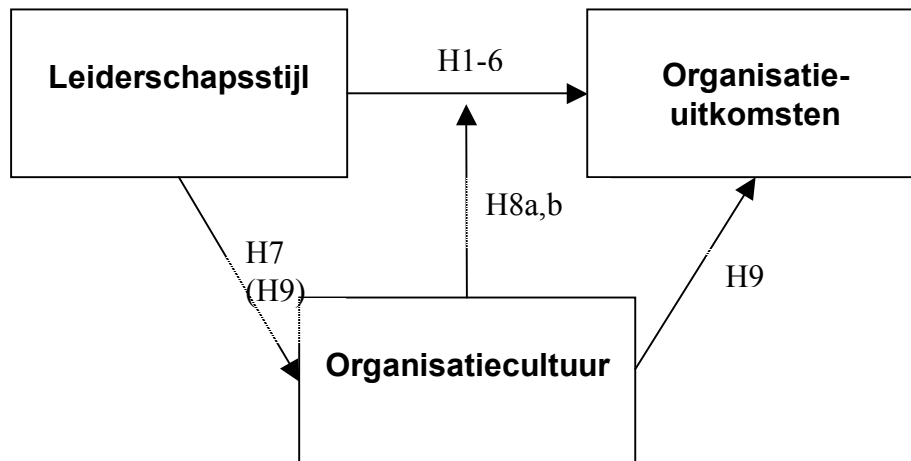 Leiderschapsstijl
H1-6
Organisatie-
uitkomsten
H8a,b
H7
(H9)
H9
Organisatiecultuur